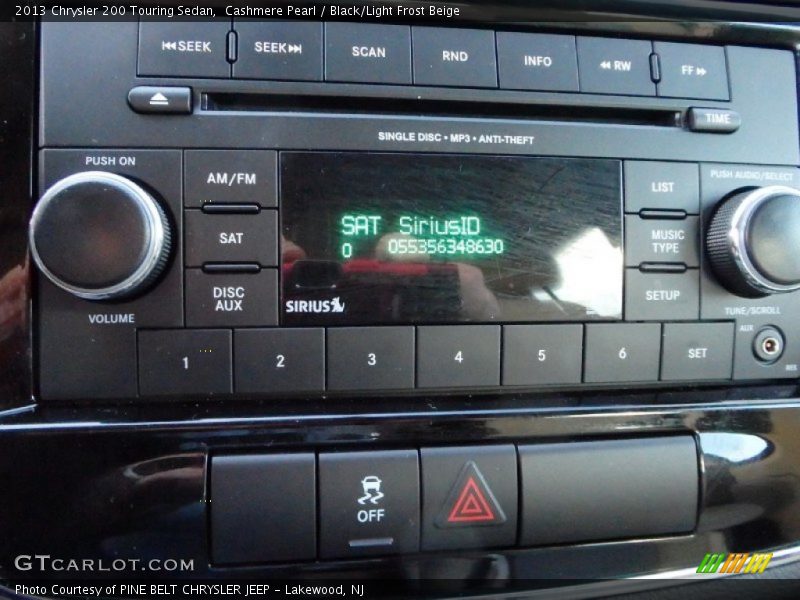 2013 Chrysler 200 Touring Sedan,  Cashmere Pearl / Black/Light Frost Beige
SEEK
SEEK
SCAN
RND
INFO
RW
FF
TIME
SINGLE DISC • MP3 • ANTI-THEFT
PUSH ON
AM/FM
SAT
DISC
AUX
VOLUME
SAT SiriusID
0 055356348630
SIRIUS
LIST
MUSIC
TYPE
SETUP
PUSH AUDIO/SELECT
TUNE/SCROLL
AUX
1
2
3
4
5
6
SET
OFF
GTCARLOT.COM
Photo Courtesy of PINE BELT CHRYSLER JEEP - Lakewood, NJ